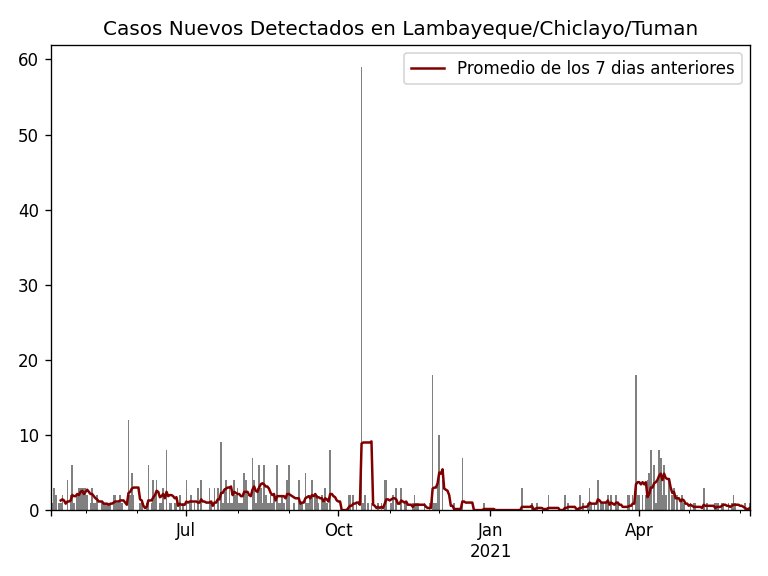 Casos Nuevos Detectados en Lambayeque/Chiclayo/Tuman
Promedio de los 7 dias anteriores
60
50
40
30
20
10
0
Jul
Oct
Jan
2021
Apr